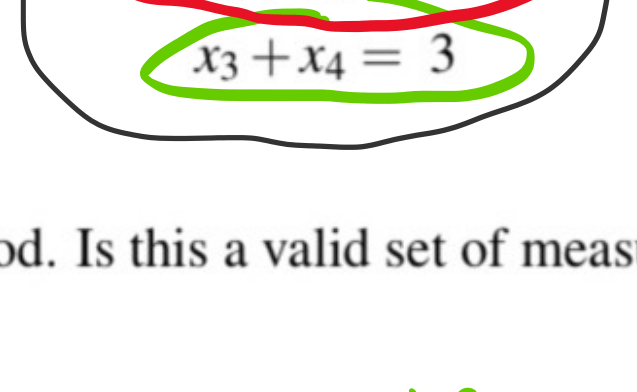 x₃ + x₄ = 3
od. Is this a valid set of meas